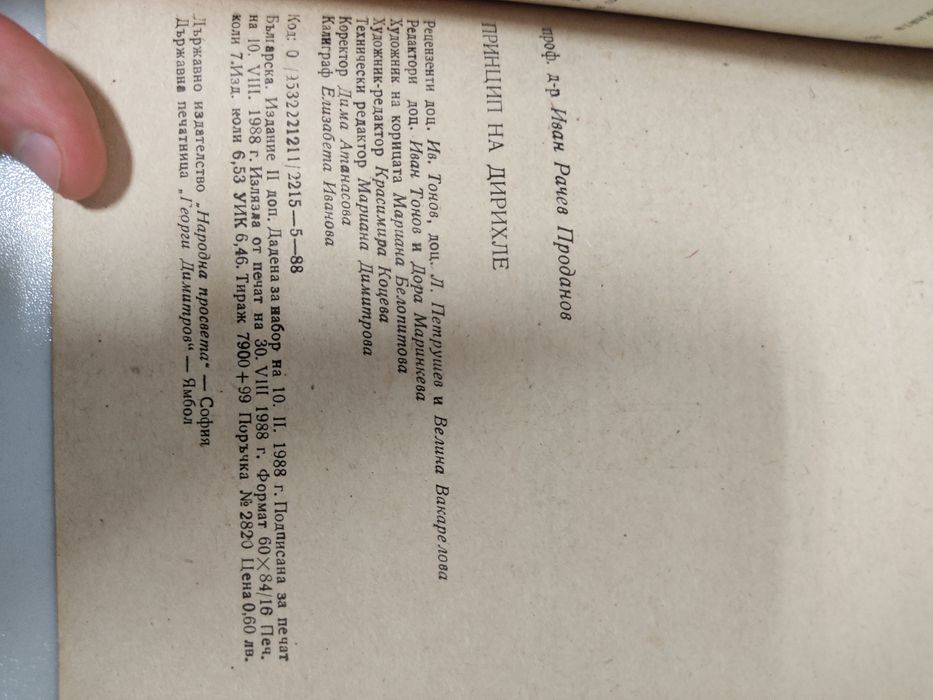 проф. д-р Иван Рачев Проданов
ПРИНЦИП НА ДИРИХЛЕ
Рецензенти доц. Ив. Тонов, доц. Л. Петрушев и Велина Вакарелова
Редактори доц. Иван Тонов и Дора Маринкева
Художник на корицата Мариана Белопитова
Художник-редактор Красимира Коцева
Технически редактор Мариана Димитрова
Коректор Дима Атанасова
Калиграф Елизабета Иванова
Код: 0 /9532221211/2215—5—88
Българска. Издание II доп. Дадена за набор на 10. II. 1988 г. Подписана за печат
на 10. VIII. 1988 г. Излязла от печат на 30. VIII 1988 г. Формат 60×84/16 Печ.
коли 7. Изд. коли 6,53 УИК 6,46. Тираж 7900+99 Поръчка № 2820 Цена 0,60 лв.
Държавно издателство „Народна просвета“ — София
Държавна печатница „Георги Димитров“ — Ямбол